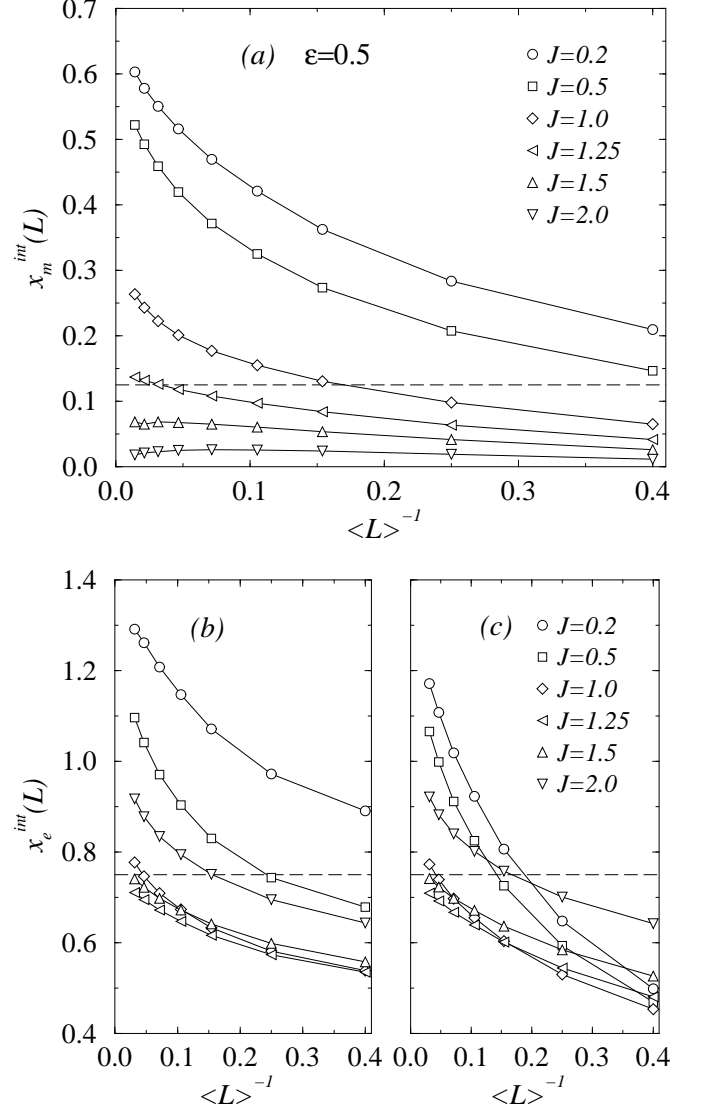 0.7
(a) ε=0.5
J=0.2
0.6
J=0.5
J=1.0
0.5
J=1.25
J=1.5
0.4
J=2.0
x_m^int(L)
0.3
0.2
0.1
0.0
0.0 0.1 0.2 0.3 0.4
<L>^−1
1.4
(b)
(c)
J=0.2
J=0.5
1.2
J=1.0
J=1.25
J=1.5
1.0
J=2.0
x_e^int(L)
0.8
0.6
0.4
0.0 0.1 0.2 0.3 0.4
0.0 0.1 0.2 0.3 0.4
<L>^−1
<L>^−1